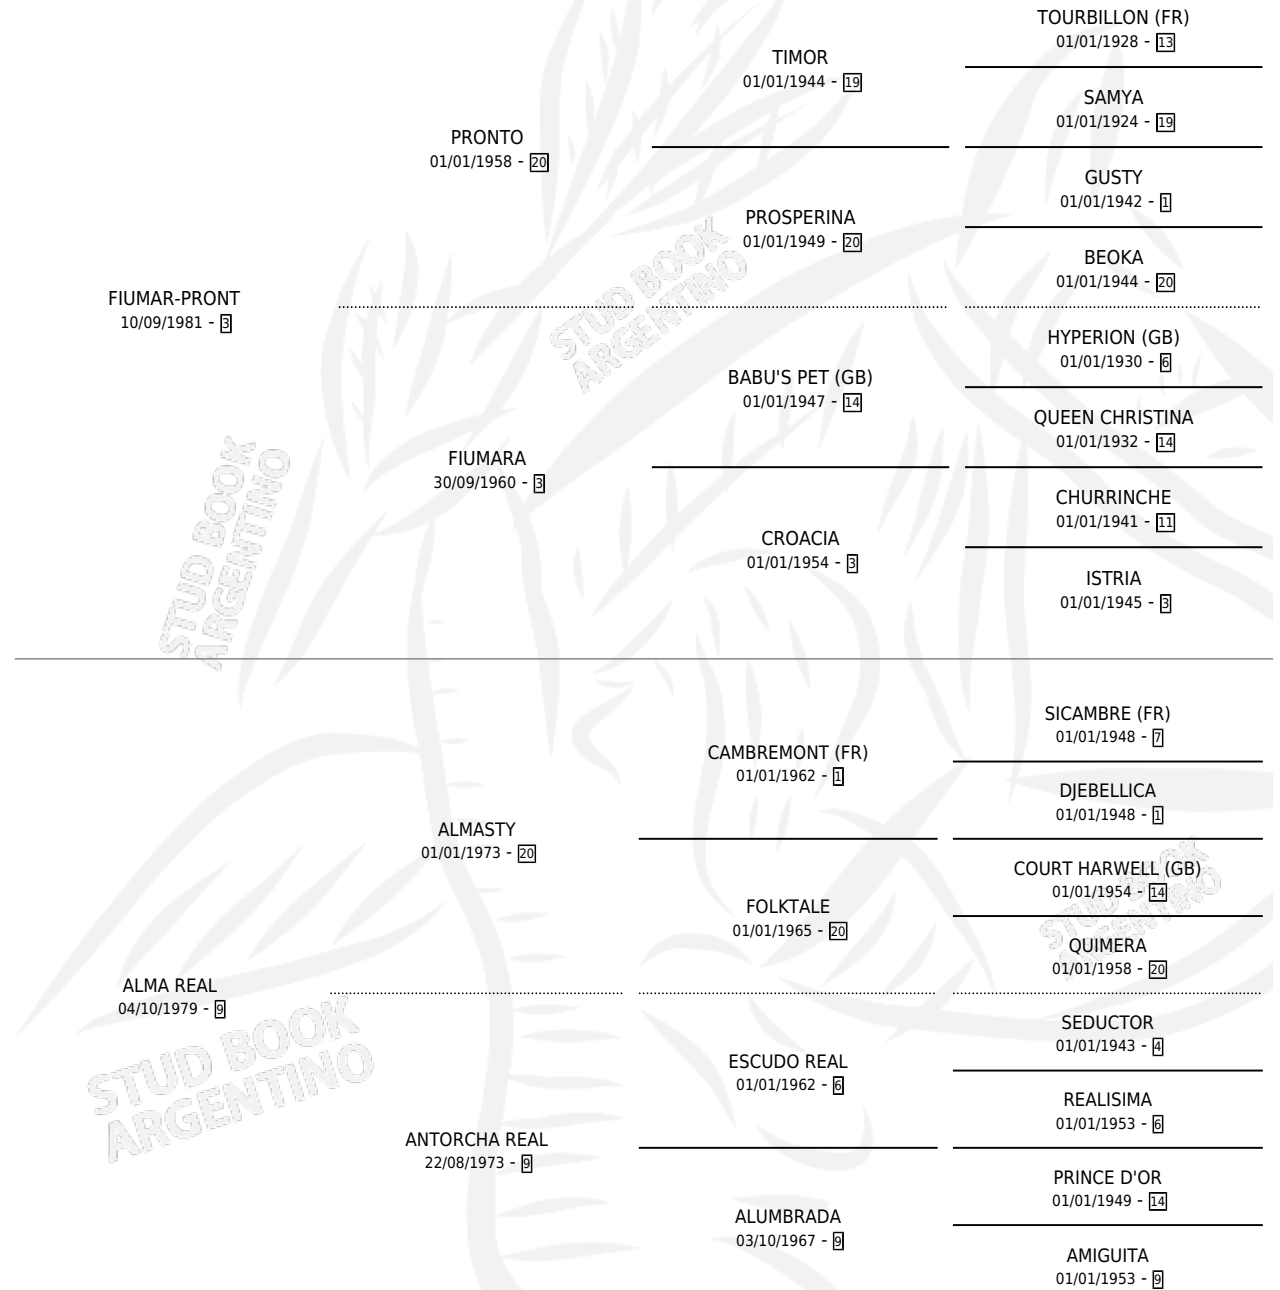 TOURBILLON (FR)
01/01/1928 - 13
TIMOR
01/01/1944 - 19
SAMYA
01/01/1924 - 19
PRONTO
01/01/1958 - 20
GUSTY
01/01/1942 - 1
PROSPERINA
01/01/1949 - 20
BEOKA
01/01/1944 - 20
STUD BOOK
ARGENTINO
FIUMAR-PRONT
10/09/1981 - 3
HYPERION (GB)
01/01/1930 - 6
BABU'S PET (GB)
01/01/1947 - 14
QUEEN CHRISTINA
01/01/1932 - 14
FIUMARA
30/09/1960 - 3
CHURRINCHE
01/01/1941 - 11
CROACIA
01/01/1954 - 3
ISTRIA
01/01/1945 - 3
STUD BOOK
ARGENTINO
SICAMBRE (FR)
01/01/1948 - 7
CAMBREMONT (FR)
01/01/1962 - 1
DJEBELLICA
01/01/1948 - 1
ALMASTY
01/01/1973 - 20
COURT HARWELL (GB)
01/01/1954 - 14
FOLKTALE
01/01/1965 - 20
QUIMERA
01/01/1958 - 20
STUD BOOK
ARGENTINO
ALMA REAL
04/10/1979 - 9
SEDUCTOR
01/01/1943 - 4
ESCUDO REAL
01/01/1962 - 6
REALISIMA
01/01/1953 - 6
STUD BOOK
ARGENTINO
ANTORCHA REAL
22/08/1973 - 9
PRINCE D'OR
01/01/1949 - 14
ALUMBRADA
03/10/1967 - 9
AMIGUITA
01/01/1953 - 9